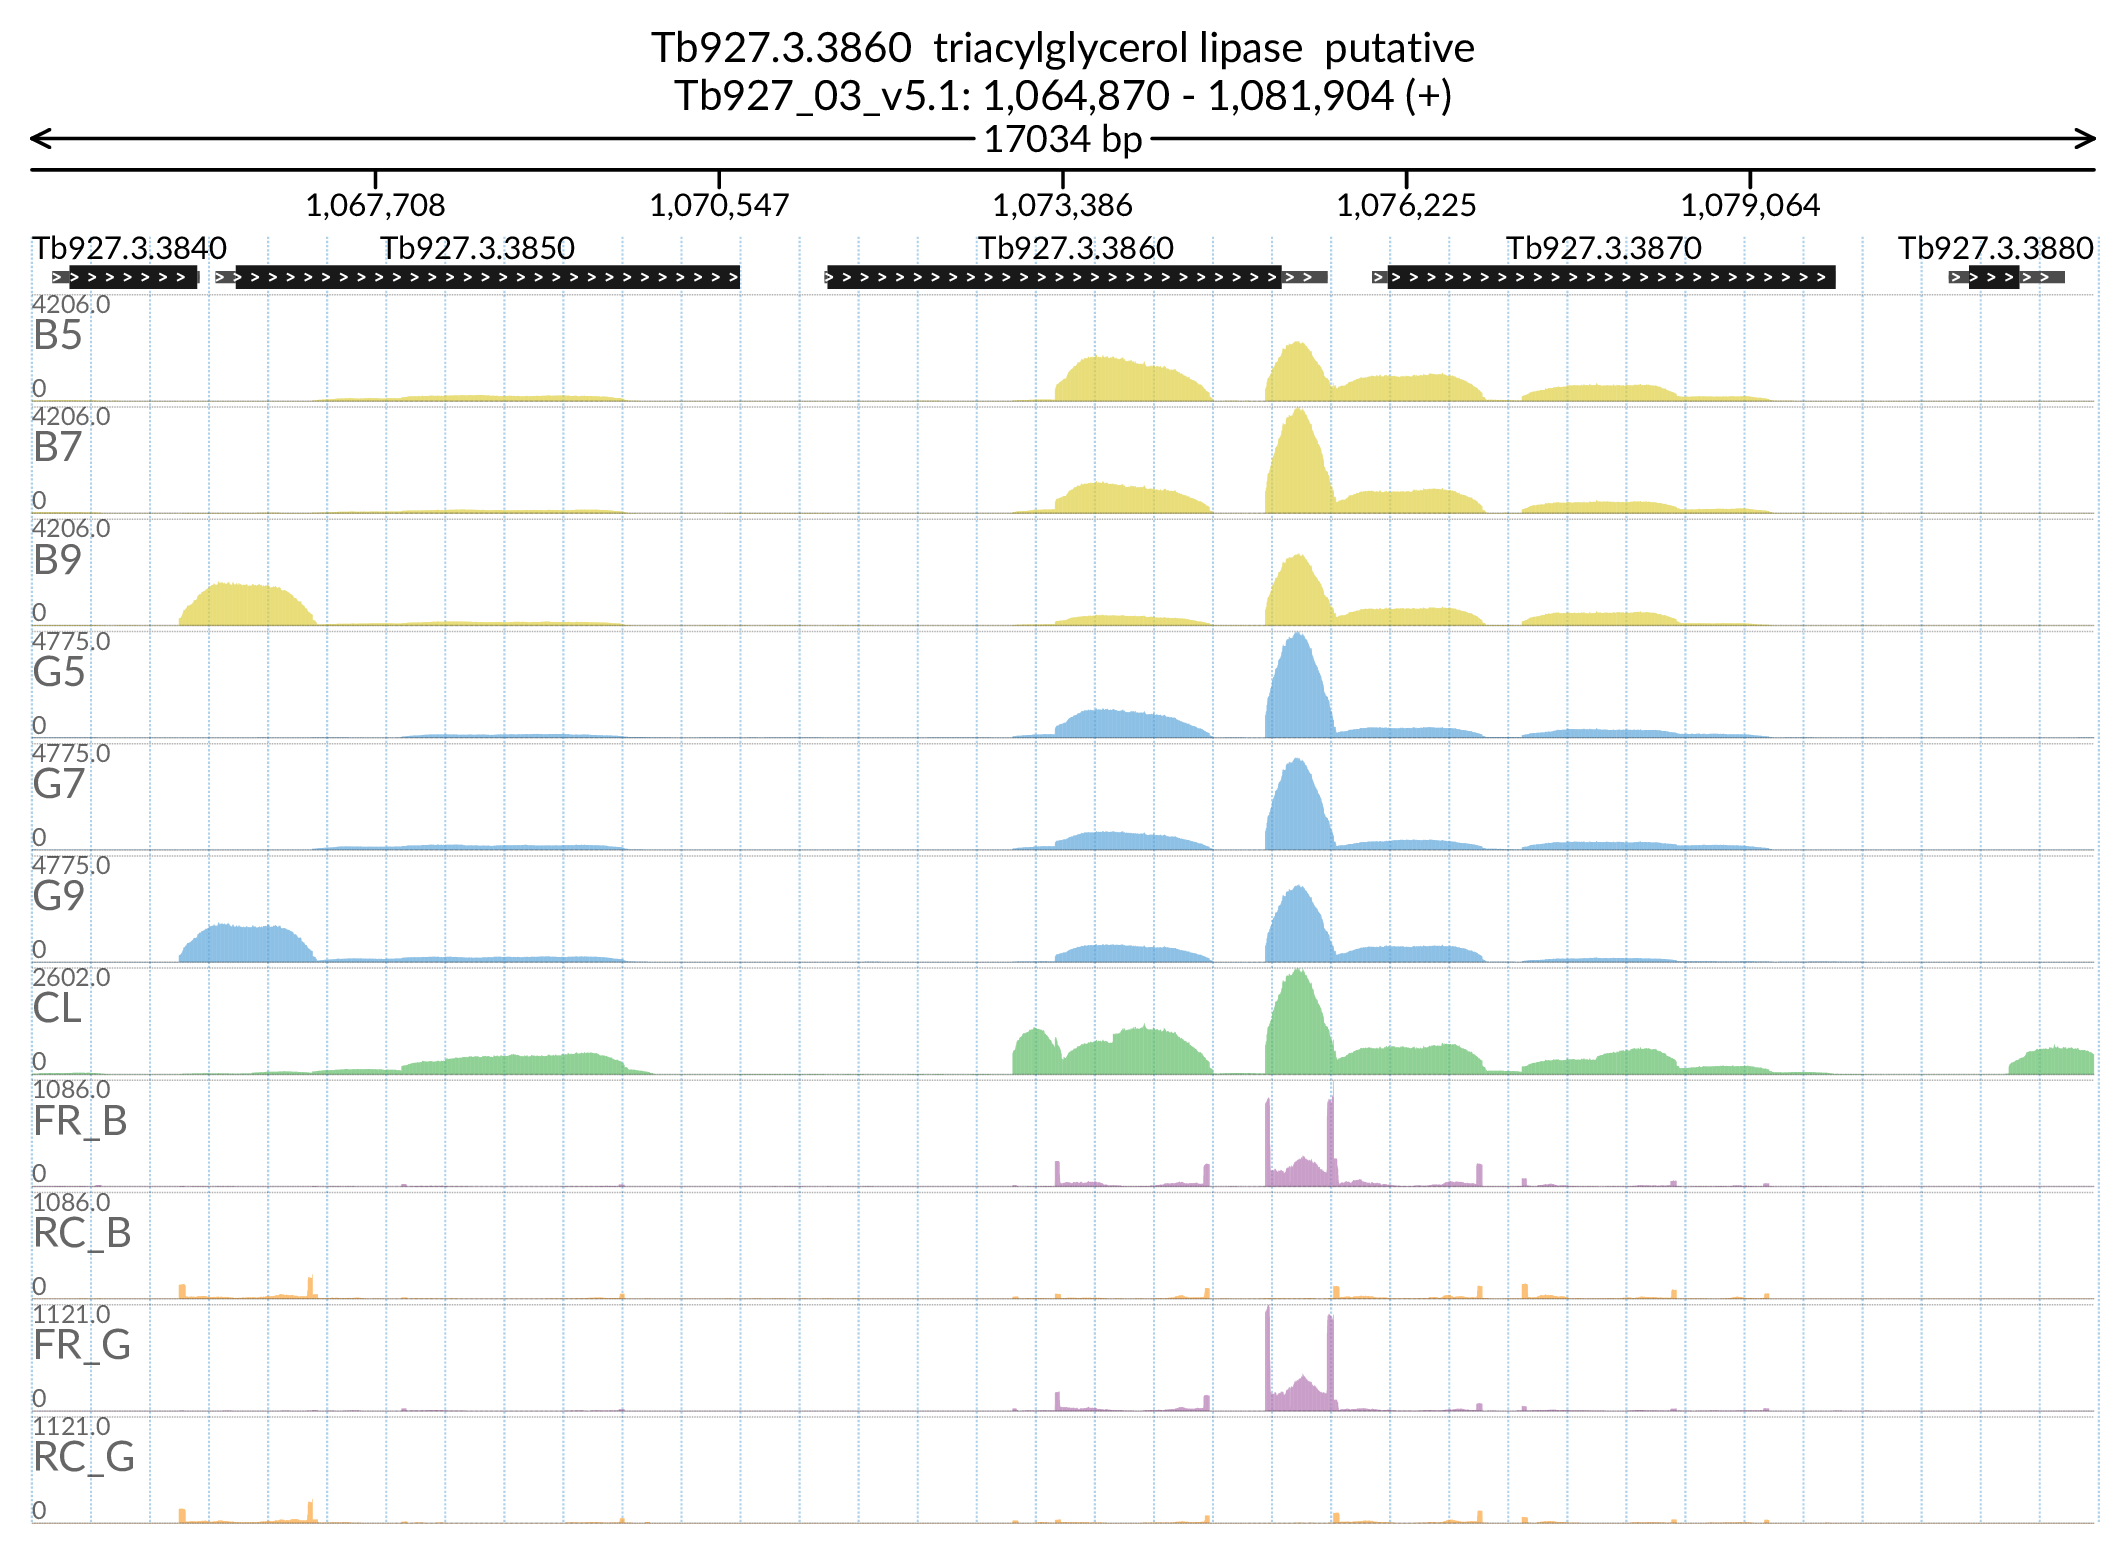 Tb927.3.3860  triacylglycerol lipase  putative
Tb927_03_v5.1: 1,064,870 - 1,081,904 (+)
17034 bp
1,067,708 1,070,547 1,073,386 1,076,225 1,079,064
Tb927.3.3840 Tb927.3.3850 Tb927.3.3860 Tb927.3.3870 Tb927.3.3880
4206.0
B5
0
4206.0
B7
0
4206.0
B9
0
4775.0
G5
0
4775.0
G7
0
4775.0
G9
0
2602.0
CL
0
1086.0
FR_B
0
1086.0
RC_B
0
1121.0
FR_G
0
1121.0
RC_G
0